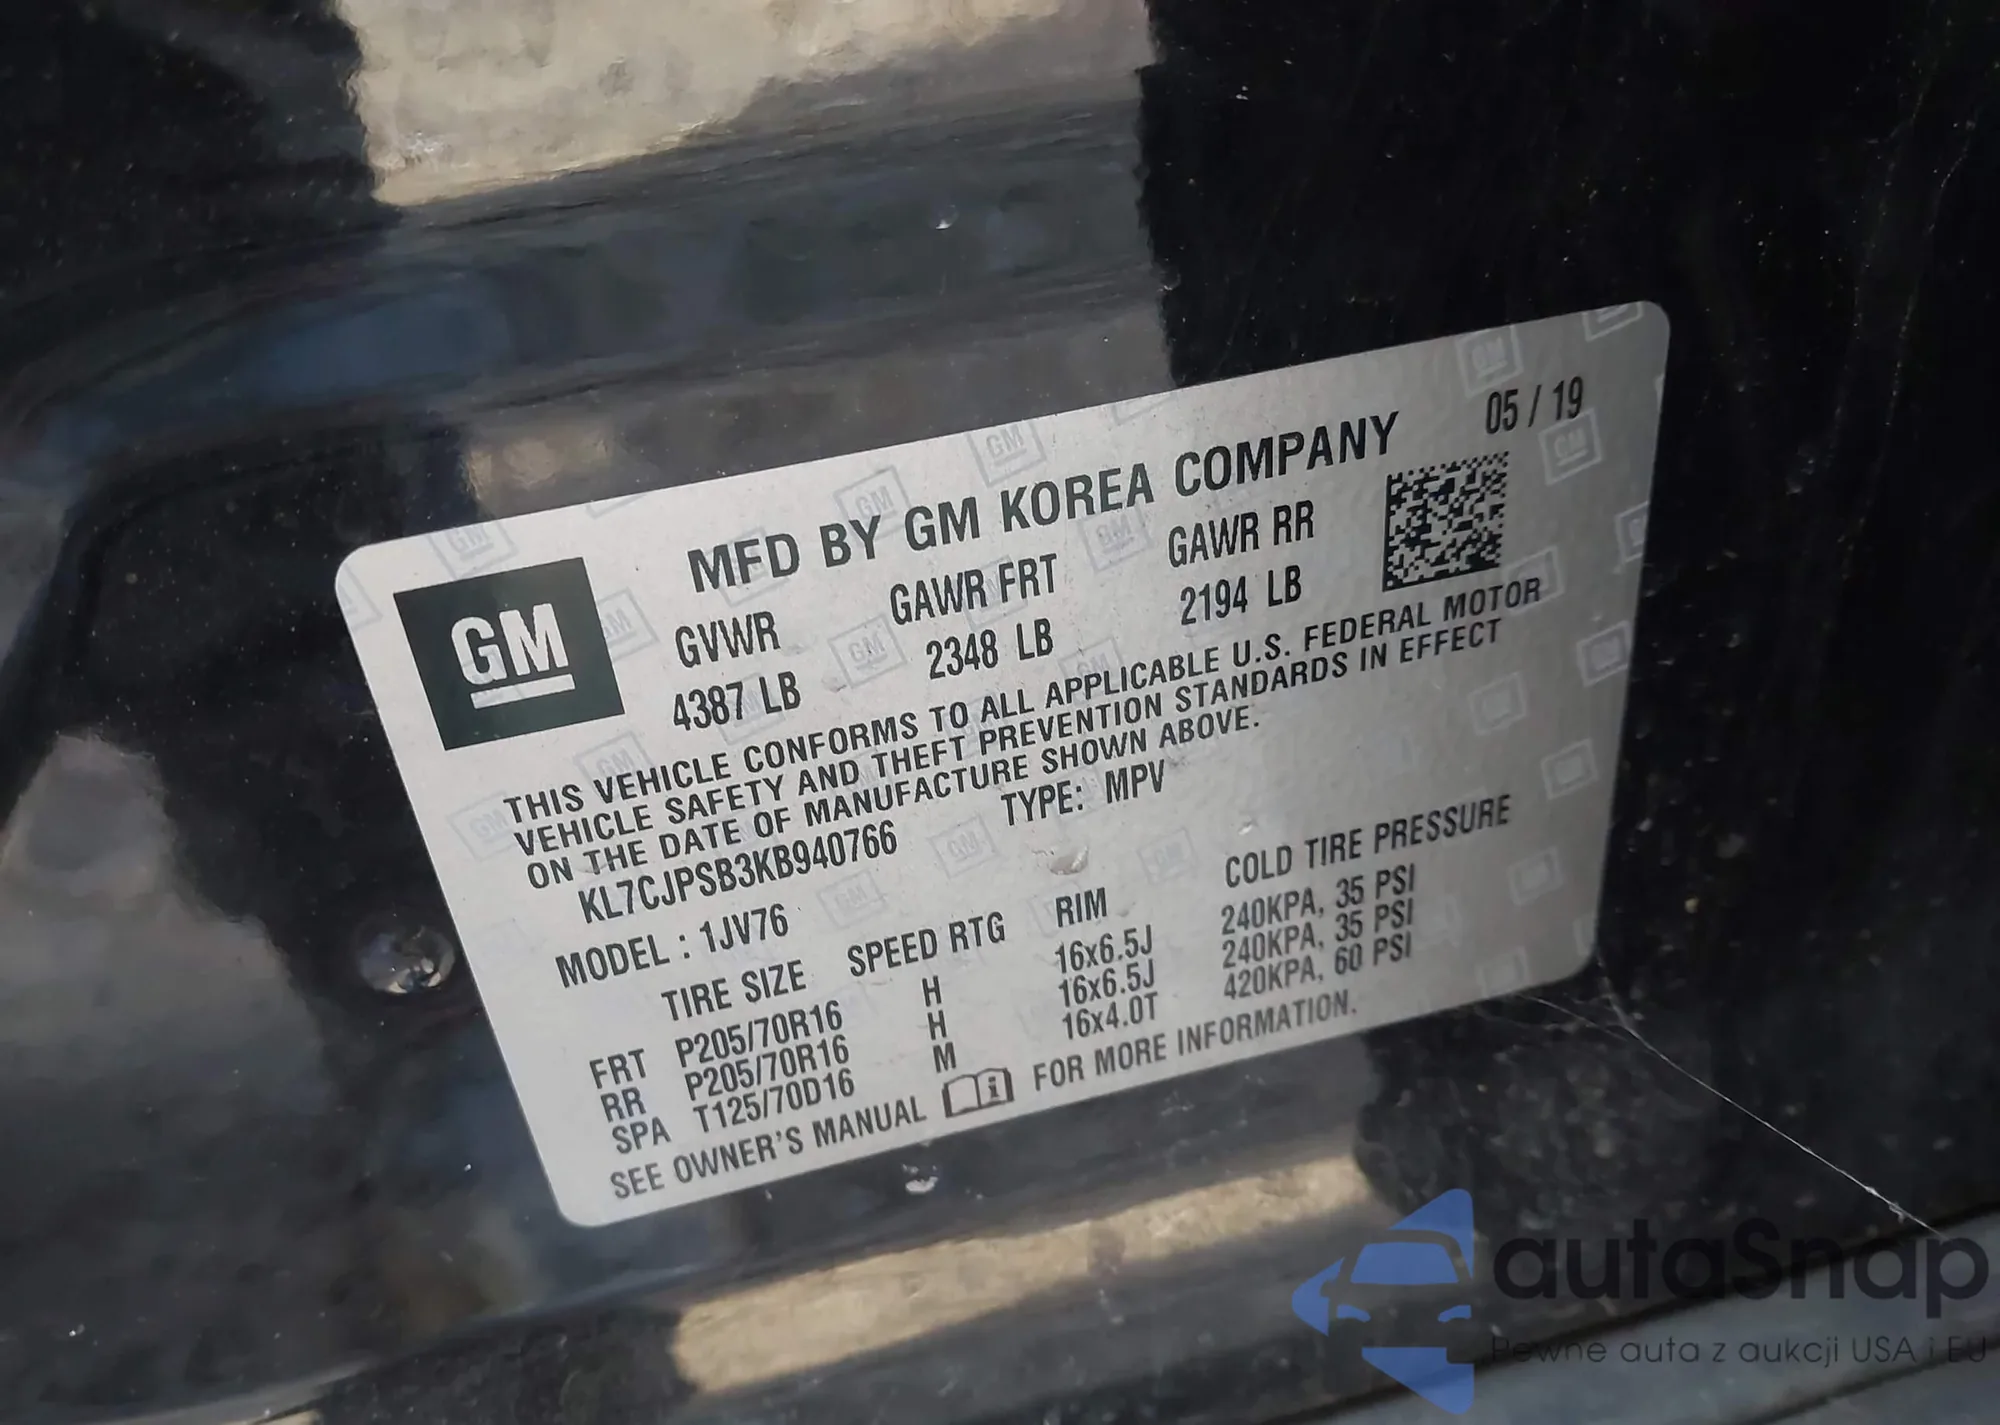 MFD BY GM KOREA COMPANY 05 / 19
GM
GVWR GAWR FRT GAWR RR
4387 LB 2348 LB 2194 LB
THIS VEHICLE CONFORMS TO ALL APPLICABLE U.S. FEDERAL MOTOR
VEHICLE SAFETY AND THEFT PREVENTION STANDARDS IN EFFECT
ON THE DATE OF MANUFACTURE SHOWN ABOVE.
KL7CJPSB3KB940766 TYPE: MPV
MODEL : 1JV76
TIRE SIZE SPEED RTG RIM COLD TIRE PRESSURE
FRT P205/70R16 H 16x6.5J 240KPA, 35 PSI
RR P205/70R16 H 16x6.5J 240KPA, 35 PSI
SPA T125/70D16 M 16x4.0T 420KPA, 60 PSI
SEE OWNER'S MANUAL FOR MORE INFORMATION.
autaSnap
Pewne auta z aukcji USA i EU